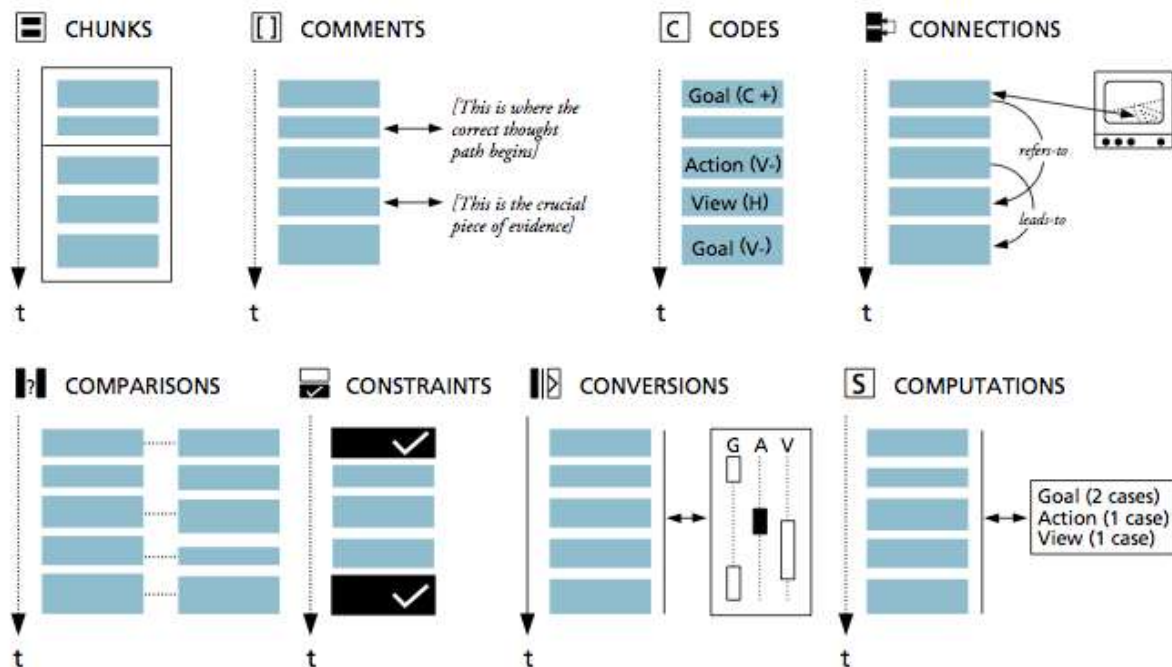 CHUNKS
t
[ ] COMMENTS
[This is where the
correct thought
path begins]
[This is the crucial
piece of evidence]
t
C CODES
Goal (C +)
Action (V-)
View (H)
Goal (V-)
t
CONNECTIONS
refers-to
leads-to
t
? COMPARISONS
t
CONSTRAINTS
t
CONVERSIONS
G A V
t
S COMPUTATIONS
Goal (2 cases)
Action (1 case)
View (1 case)
t